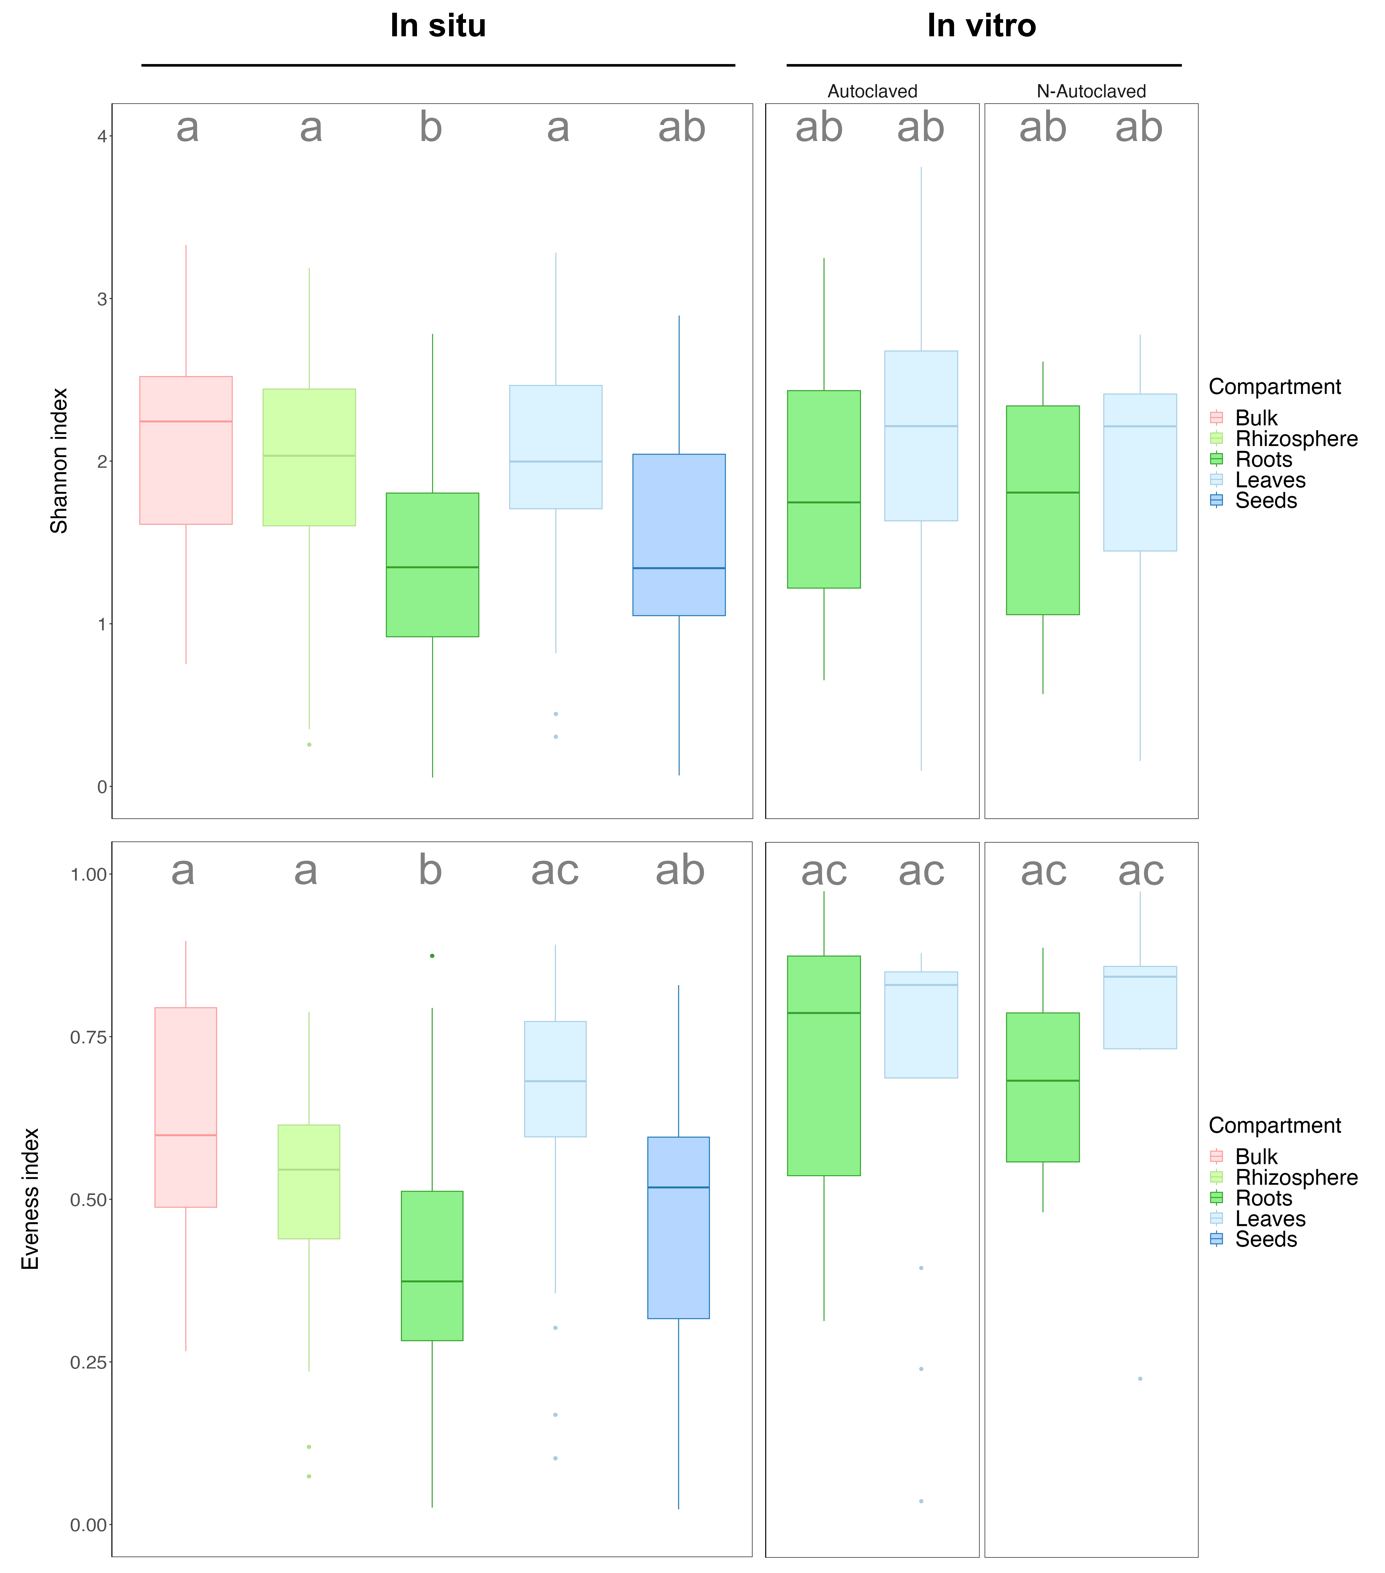 In situ
In vitro
Autoclaved
N-Autoclaved
a a b a ab ab ab ab ab
4
3
2
1
0
Shannon index
Compartment
Bulk
Rhizosphere
Roots
Leaves
Seeds
a a b ac ab ac ac ac ac
1.00
0.75
0.50
0.25
0.00
Eveness index
Compartment
Bulk
Rhizosphere
Roots
Leaves
Seeds